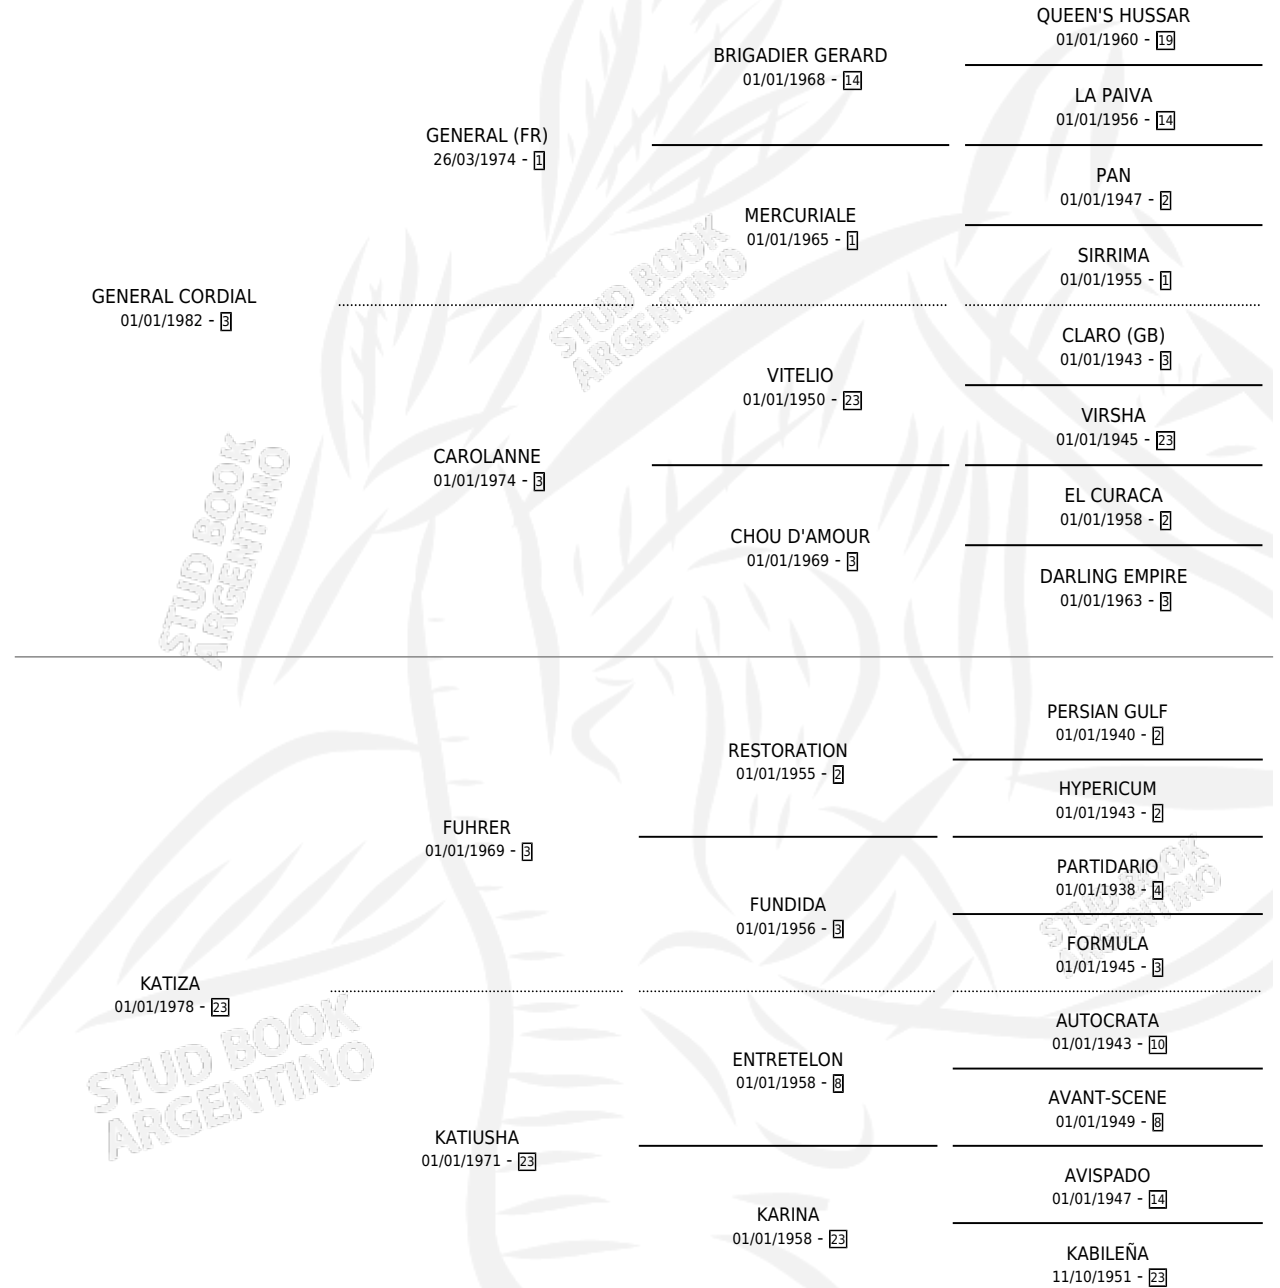 QUEEN'S HUSSAR
01/01/1960 - 19
BRIGADIER GERARD
01/01/1968 - 14
LA PAIVA
01/01/1956 - 14
GENERAL (FR)
26/03/1974 - 1
PAN
01/01/1947 - 2
MERCURIALE
01/01/1965 - 1
SIRRIMA
01/01/1955 - 1
GENERAL CORDIAL
01/01/1982 - 3
CLARO (GB)
01/01/1943 - 3
VITELIO
01/01/1950 - 23
VIRSHA
01/01/1945 - 23
CAROLANNE
01/01/1974 - 3
EL CURACA
01/01/1958 - 2
CHOU D'AMOUR
01/01/1969 - 3
DARLING EMPIRE
01/01/1963 - 3
PERSIAN GULF
01/01/1940 - 2
RESTORATION
01/01/1955 - 2
HYPERICUM
01/01/1943 - 2
FUHRER
01/01/1969 - 3
PARTIDARIO
01/01/1938 - 4
FUNDIDA
01/01/1956 - 3
FORMULA
01/01/1945 - 3
KATIZA
01/01/1978 - 23
AUTOCRATA
01/01/1943 - 10
ENTRETELON
01/01/1958 - 8
AVANT-SCENE
01/01/1949 - 8
KATIUSHA
01/01/1971 - 23
AVISPADO
01/01/1947 - 14
KARINA
01/01/1958 - 23
KABILEÑA
11/10/1951 - 23
STUD BOOK
ARGENTINO
STUD BOOK
ARGENTINO
STUD BOOK
ARGENTINO
STUD BOOK
ARGENTINO